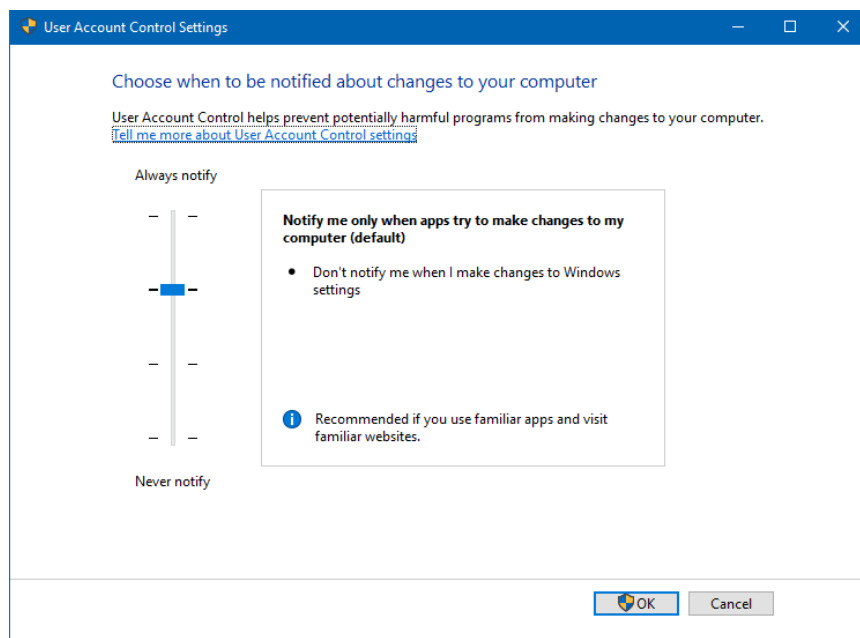 User Account Control Settings
Choose when to be notified about changes to your computer
User Account Control helps prevent potentially harmful programs from making changes to your computer.
Tell me more about User Account Control settings
Always notify
Notify me only when apps try to make changes to my
computer (default)
• Don't notify me when I make changes to Windows
settings
Recommended if you use familiar apps and visit
familiar websites.
Never notify
OK
Cancel